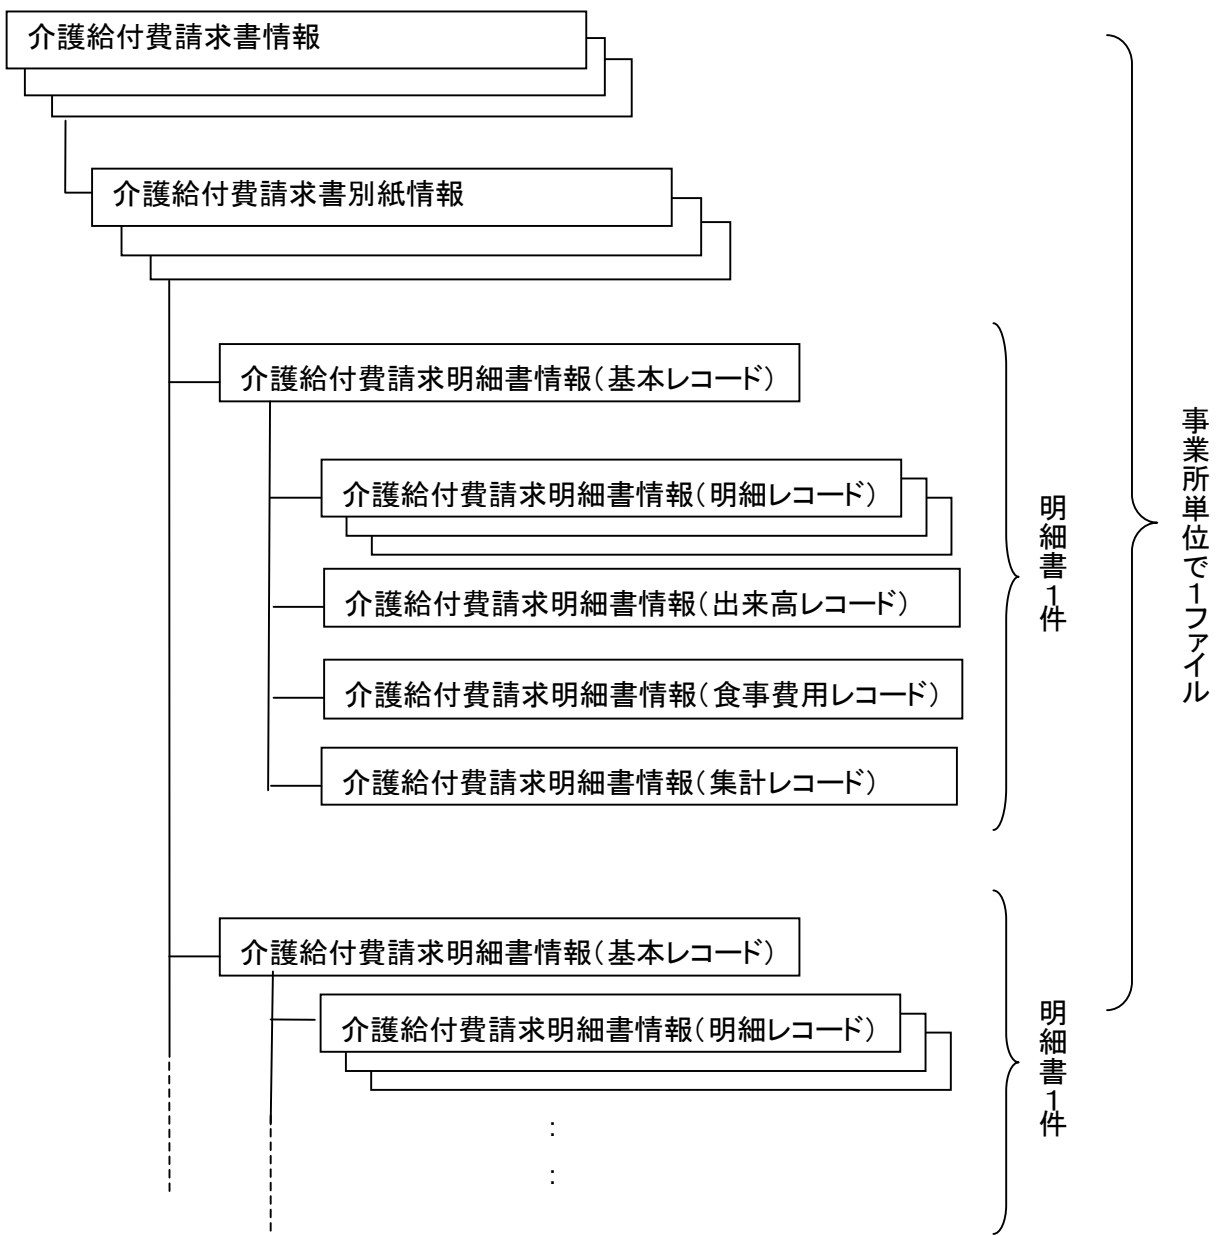 介護給付費請求書情報
介護給付費請求書別紙情報
介護給付費請求明細書情報（基本レコード）
介護給付費請求明細書情報（明細レコード）
介護給付費請求明細書情報（出来高レコード）
介護給付費請求明細書情報（食事費用レコード）
介護給付費請求明細書情報（集計レコード）
明細書１件
事業所単位で１ファイル
介護給付費請求明細書情報（基本レコード）
介護給付費請求明細書情報（明細レコード）
：
：
明細書１件